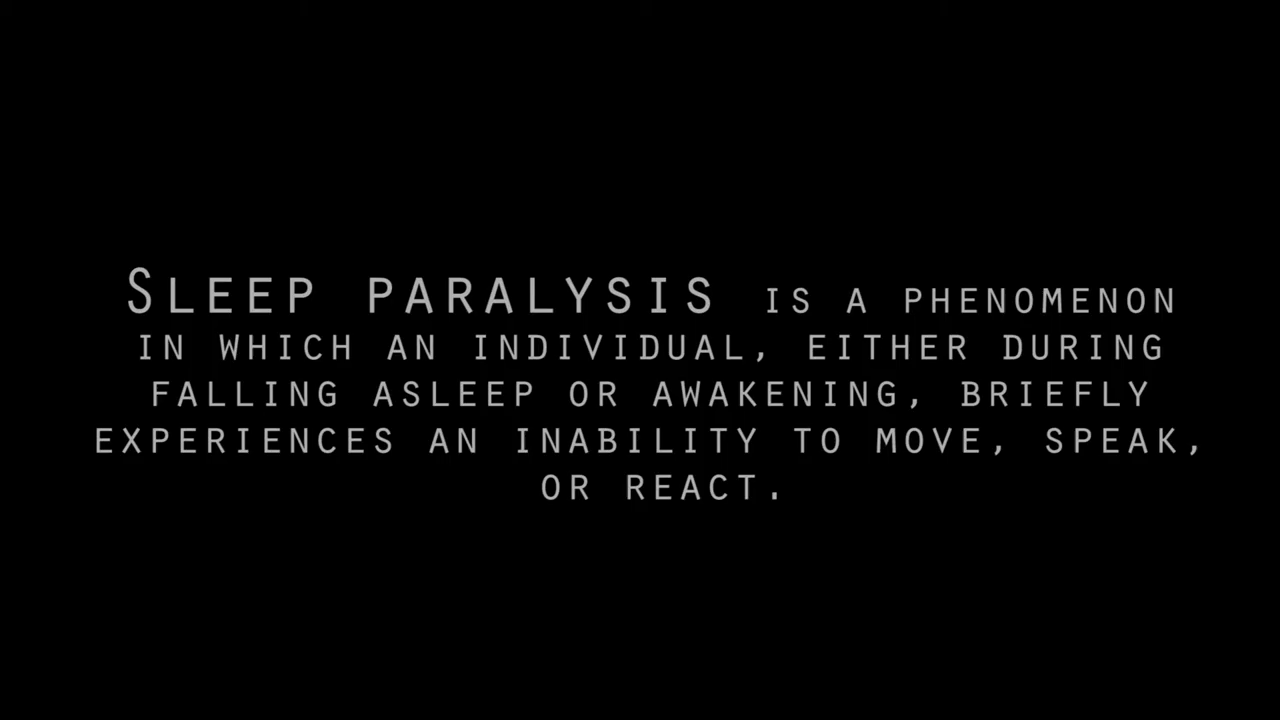 Sleep paralysis is a phenomenon
in which an individual, either during
falling asleep or awakening, briefly
experiences an inability to move, speak,
or react.